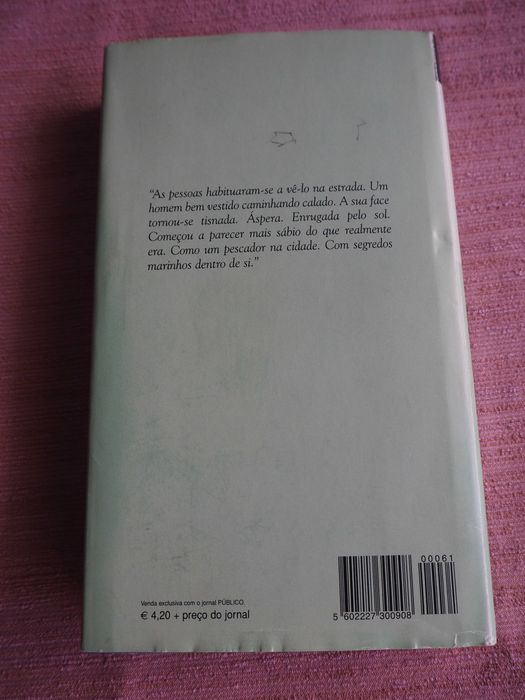 "As pessoas habituaram-se a vê-lo na estrada. Um
homem bem vestido caminhando calado. A sua face
tornou-se tisnada. Áspera. Enrugada pelo sol.
Começou a parecer mais sábio do que realmente
era. Como um pescador na cidade. Com segredos
marinhos dentro de si."
00061
Venda exclusiva com o jornal PÚBLICO.
€ 4,20 + preço do jornal
5 602227 300908